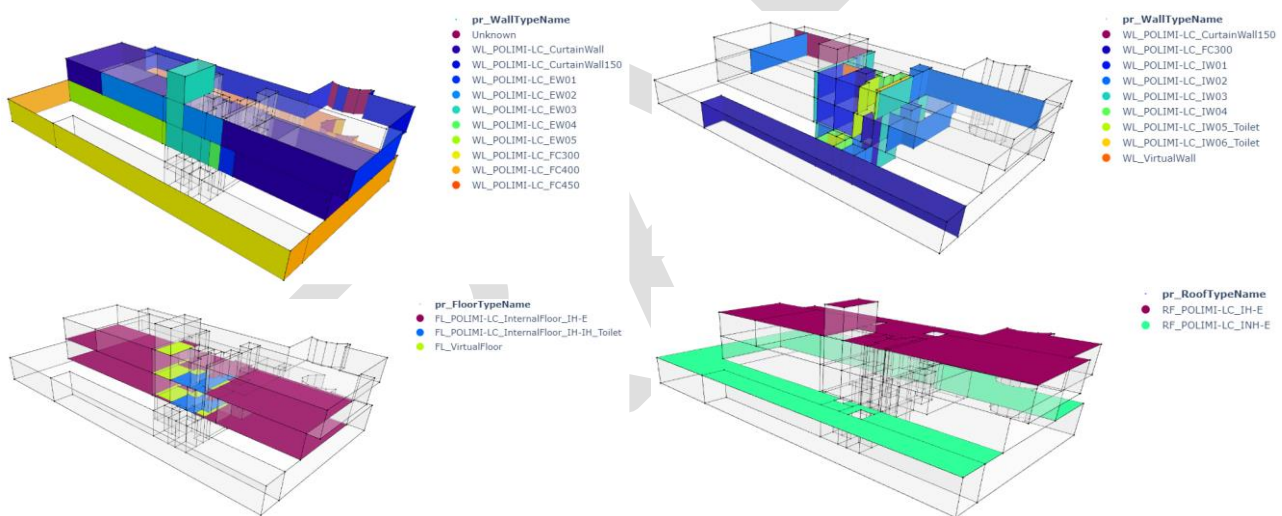 pr_WallTypeName
Unknown
WL_POLIMI-LC_CurtainWall
WL_POLIMI-LC_CurtainWall150
WL_POLIMI-LC_EW01
WL_POLIMI-LC_EW02
WL_POLIMI-LC_EW03
WL_POLIMI-LC_EW04
WL_POLIMI-LC_EW05
WL_POLIMI-LC_FC300
WL_POLIMI-LC_FC400
WL_POLIMI-LC_FC450
pr_WallTypeName
WL_POLIMI-LC_CurtainWall150
WL_POLIMI-LC_FC300
WL_POLIMI-LC_IW01
WL_POLIMI-LC_IW02
WL_POLIMI-LC_IW03
WL_POLIMI-LC_IW04
WL_POLIMI-LC_IW05_Toilet
WL_POLIMI-LC_IW06_Toilet
WL_VirtualWall
pr_FloorTypeName
FL_POLIMI-LC_InternalFloor_IH-E
FL_POLIMI-LC_InternalFloor_IH-IH_Toilet
FL_VirtualFloor
pr_RoofTypeName
RF_POLIMI-LC_IH-E
RF_POLIMI-LC_INH-E